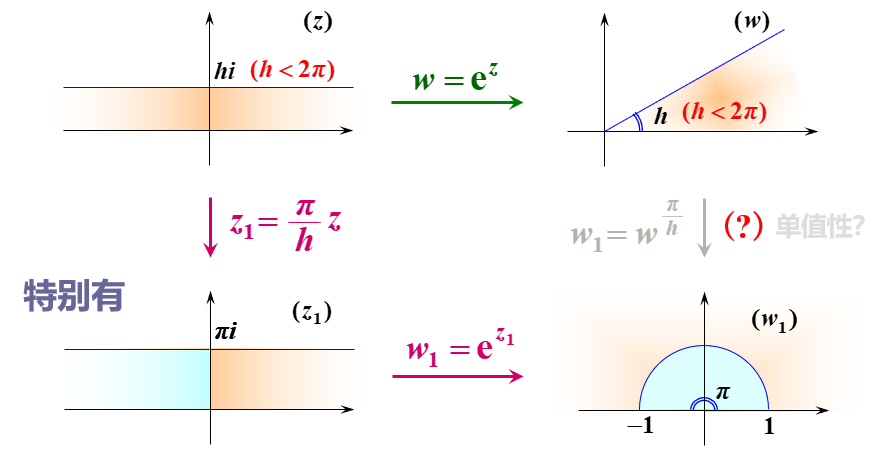 (z)
hi (h < 2π)
w = e^z
(w)
h (h < 2π)
z₁ = π/h z
w₁ = w^(π/h) (?) 单值性?
特别有
(z₁)
πi
w₁ = e^(z₁)
(w₁)
π
−1 1